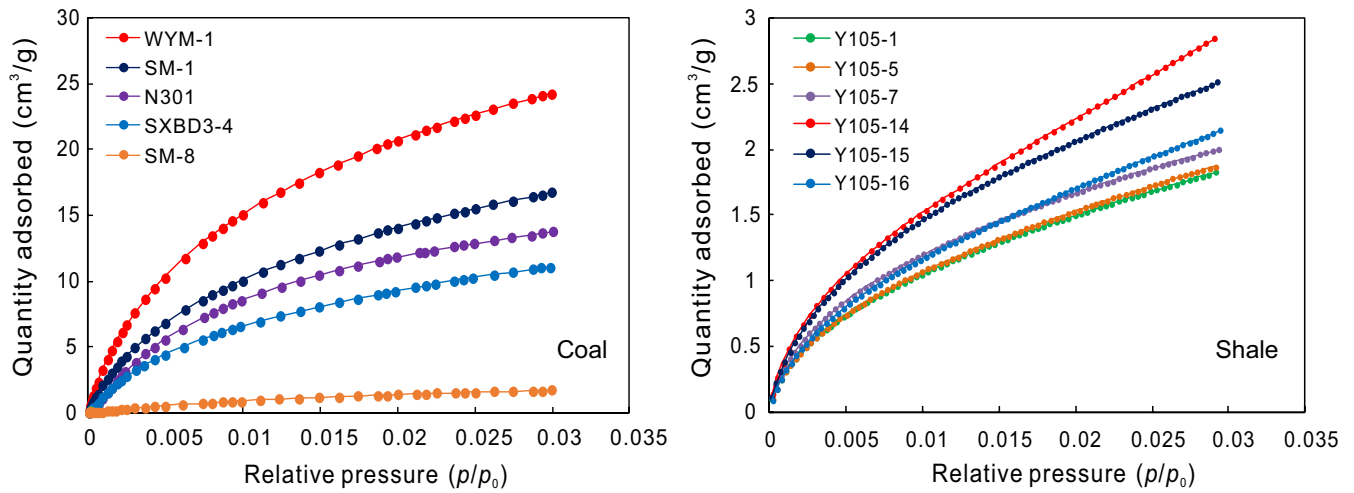 Quantity adsorbed (cm³/g)
30
25
20
15
10
5
0
WYM-1
SM-1
N301
SXBD3-4
SM-8
Coal
0 0.005 0.01 0.015 0.02 0.025 0.03 0.035
Relative pressure (p/p₀)
Quantity adsorbed (cm³/g)
3
2.5
2
1.5
1
0.5
0
Y105-1
Y105-5
Y105-7
Y105-14
Y105-15
Y105-16
Shale
0 0.005 0.01 0.015 0.02 0.025 0.03 0.035
Relative pressure (p/p₀)